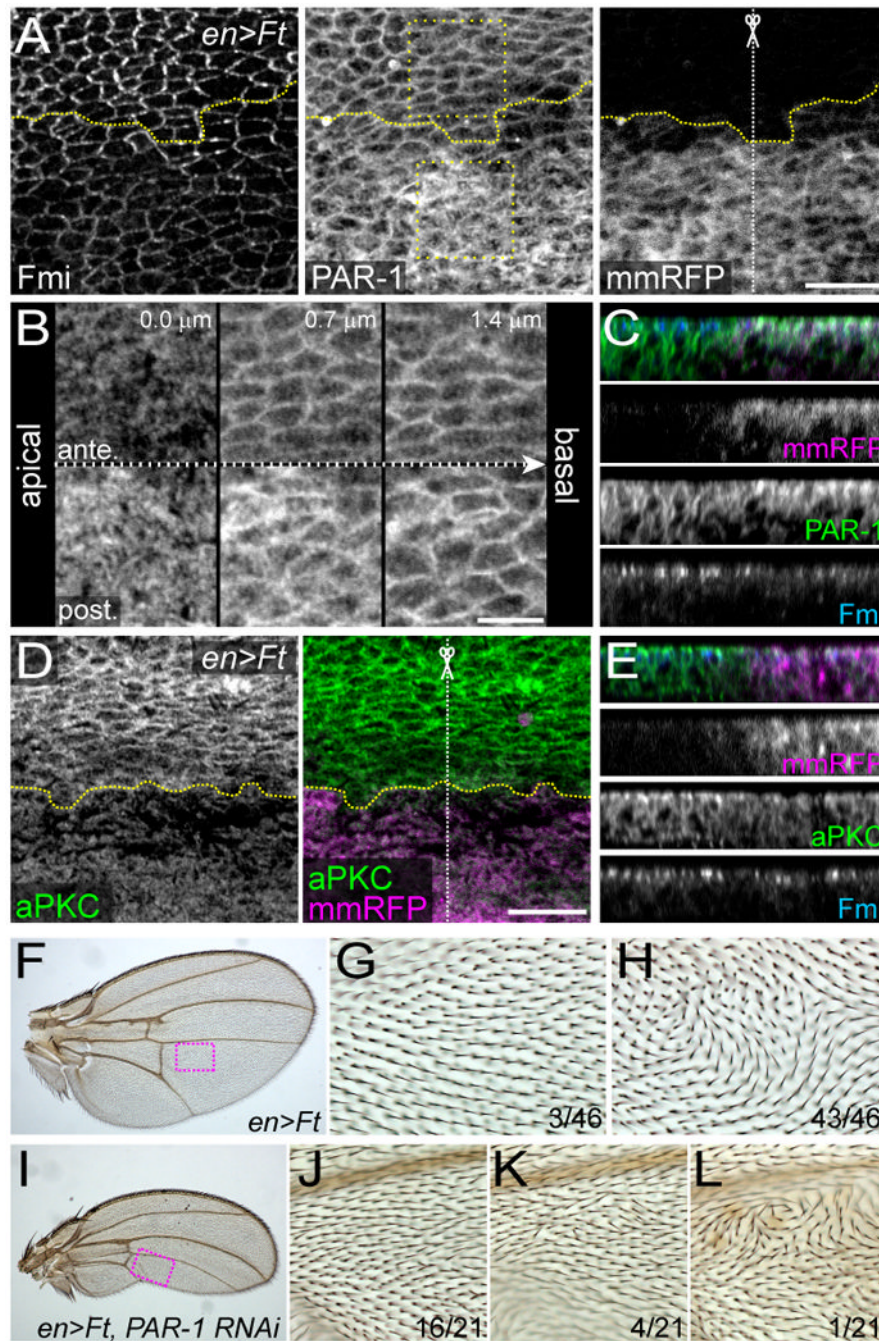 A
en>Ft
Fmi
PAR-1
mmRFP
B
0.0 μm
0.7 μm
1.4 μm
apical
ante.
post.
basal
C
mmRFP
PAR-1
Fm
D
en>Ft
aPKC
aPKC
mmRFP
E
mmRFP
aPKC
Fm
F
en>Ft
G
3/46
H
43/46
I
en>Ft, PAR-1 RNAi
J
16/21
K
4/21
L
1/21